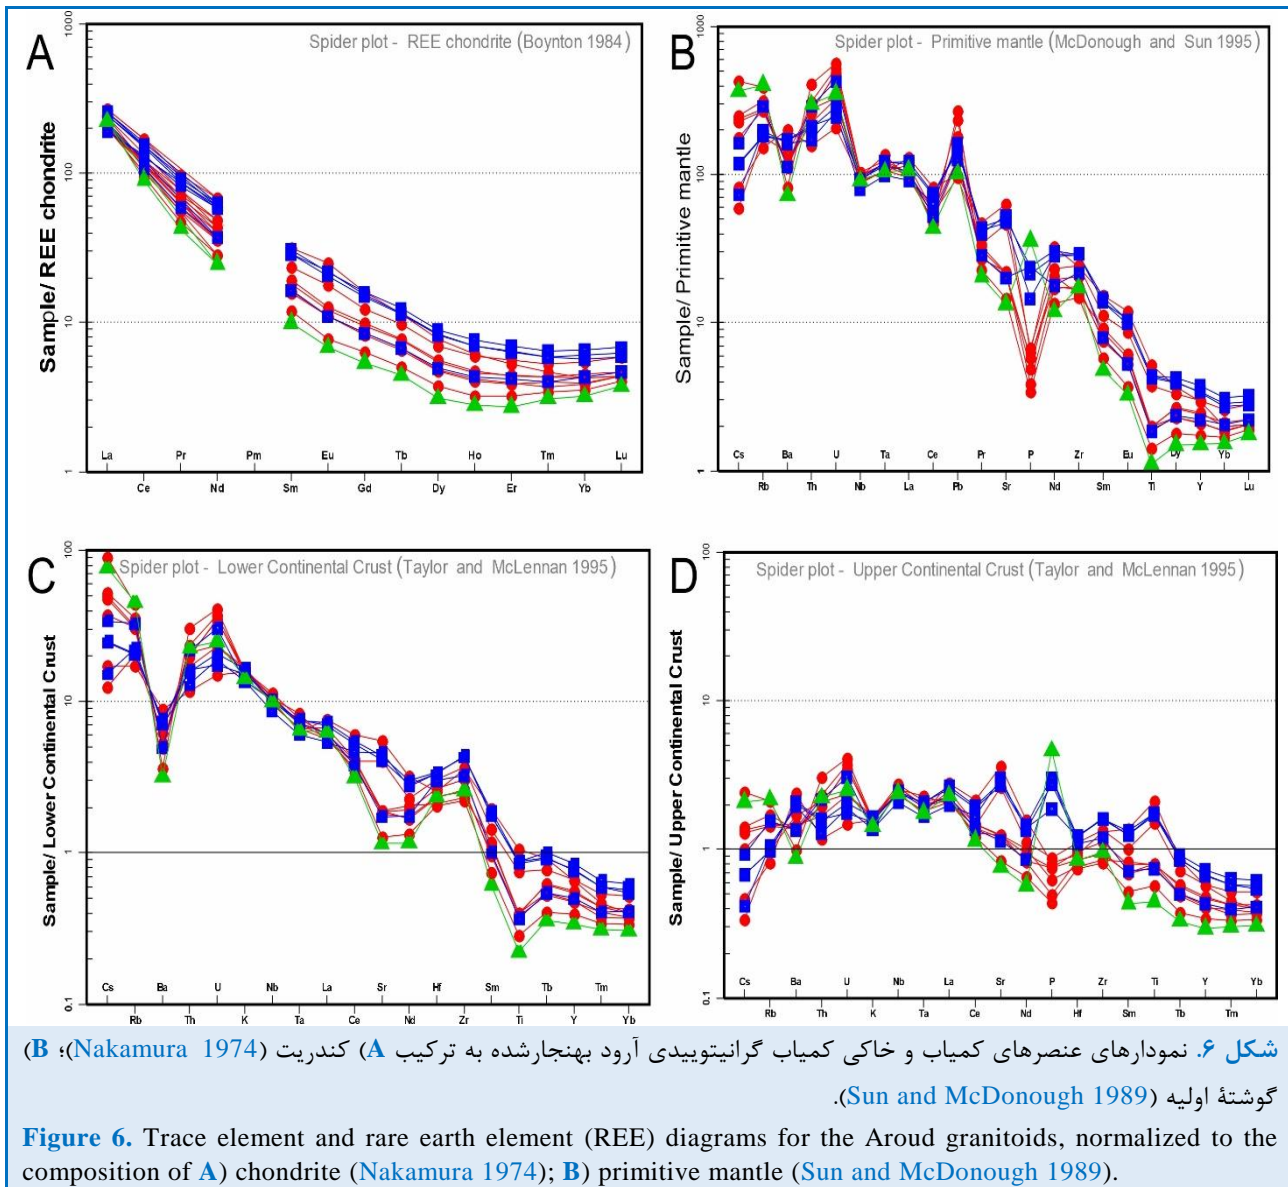 A
Spider plot - REE chondrite (Boynton 1984)
Sample/ REE chondrite
1000
100
10
1
La Pr Pm Eu Tb Ho Tm Lu
Ce Nd Sm Gd Dy Er Yb
B
Spider plot - Primitive mantle (McDonough and Sun 1995)
Sample/ Primitive mantle
1000
100
10
1
Cs Ba U Ta Ce Pr P Zr Eu Dy Yb
Rb Th Nb La Pb Sr Nd Sm Ti Y Lu
C
Spider plot - Lower Continental Crust (Taylor and McLennan 1995)
Sample/ Lower Continental Crust
100
10
1
0.1
Cs Ba U Nb La Sr Hf Sm Tb Tm
Rb Th K Ta Ce Nd Zr Ti Y Yb
D
Spider plot - Upper Continental Crust (Taylor and McLennan 1995)
Sample/ Upper Continental Crust
100
10
1
0.1
Cs Ba U Nb La Sr P Zr Ti Y Yb
Rb Th K Ta Ce Nd Hf Sm Tb Tm
شکل ۶. نمودارهای عنصرهای کمیاب و خاکی کمیاب گرانیتوییدی آرود بهنجارشده به ترکیب A) کندریت (Nakamura 1974)؛ B)
گوشتۀ اولیه (Sun and McDonough 1989).
Figure 6. Trace element and rare earth element (REE) diagrams for the Aroud granitoids, normalized to the
composition of A) chondrite (Nakamura 1974); B) primitive mantle (Sun and McDonough 1989).